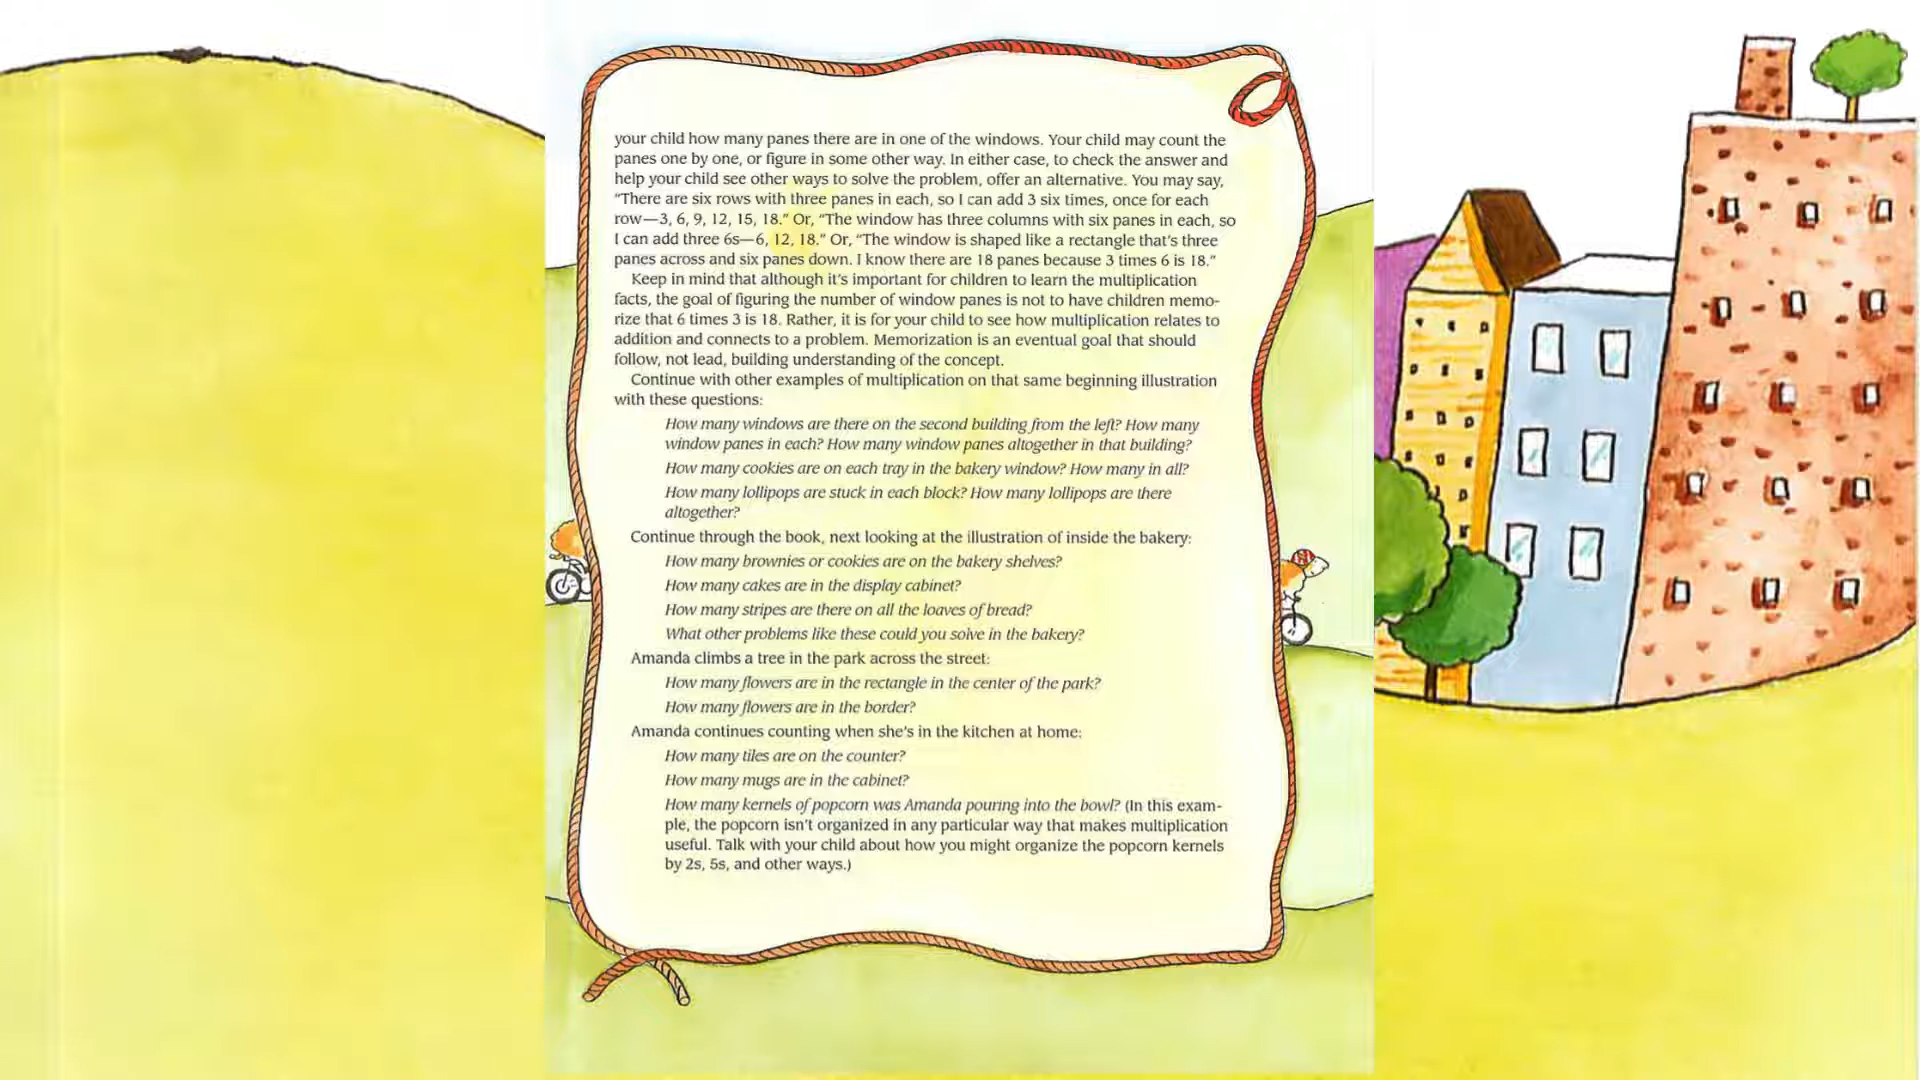 your child how many panes there are in one of the windows. Your child may count the
panes one by one, or figure in some other way. In either case, to check the answer and
help your child see other ways to solve the problem, offer an alternative. You may say,
“There are six rows with three panes in each, so I can add 3 six times, once for each
row—3, 6, 9, 12, 15, 18.” Or, “The window has three columns with six panes in each, so
I can add three 6s—6, 12, 18.” Or, “The window is shaped like a rectangle that’s three
panes across and six panes down. I know there are 18 panes because 3 times 6 is 18.”
Keep in mind that although it’s important for children to learn the multiplication
facts, the goal of figuring the number of window panes is not to have children memo-
rize that 6 times 3 is 18. Rather, it is for your child to see how multiplication relates to
addition and connects to a problem. Memorization is an eventual goal that should
follow, not lead, building understanding of the concept.
Continue with other examples of multiplication on that same beginning illustration
with these questions:
How many windows are there on the second building from the left? How many
window panes in each? How many window panes altogether in that building?
How many cookies are on each tray in the bakery window? How many in all?
How many lollipops are stuck in each block? How many lollipops are there
altogether?
Continue through the book, next looking at the illustration of inside the bakery:
How many brownies or cookies are on the bakery shelves?
How many cakes are in the display cabinet?
How many stripes are there on all the loaves of bread?
What other problems like these could you solve in the bakery?
Amanda climbs a tree in the park across the street:
How many flowers are in the rectangle in the center of the park?
How many flowers are in the border?
Amanda continues counting when she’s in the kitchen at home:
How many tiles are on the counter?
How many mugs are in the cabinet?
How many kernels of popcorn was Amanda pouring into the bowl? (In this exam-
ple, the popcorn isn’t organized in any particular way that makes multiplication
useful. Talk with your child about how you might organize the popcorn kernels
by 2s, 5s, and other ways.)